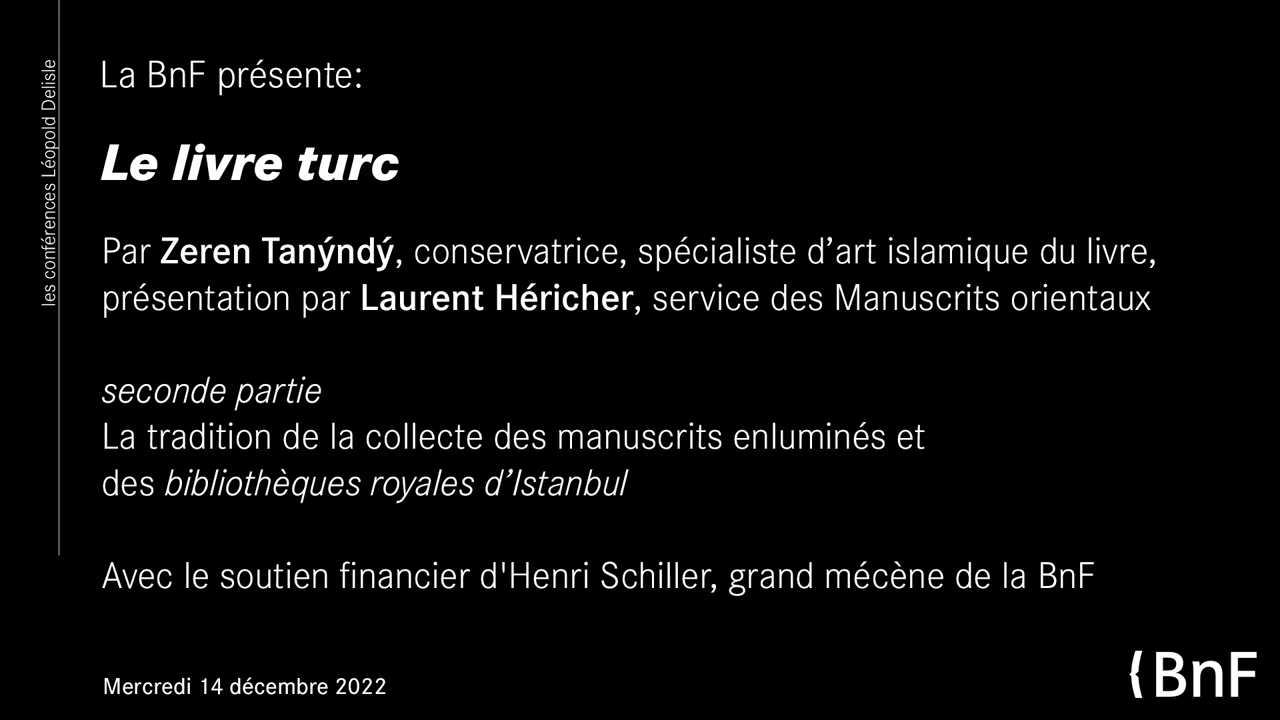 les conférences Léopold Delisle
La BnF présente:
Le livre turc
Par Zeren Tanýndý, conservatrice, spécialiste d’art islamique du livre,
présentation par Laurent Héricher, service des Manuscrits orientaux
seconde partie
La tradition de la collecte des manuscrits enluminés et
des bibliothèques royales d’Istanbul
Avec le soutien financier d'Henri Schiller, grand mécène de la BnF
Mercredi 14 décembre 2022
{BnF